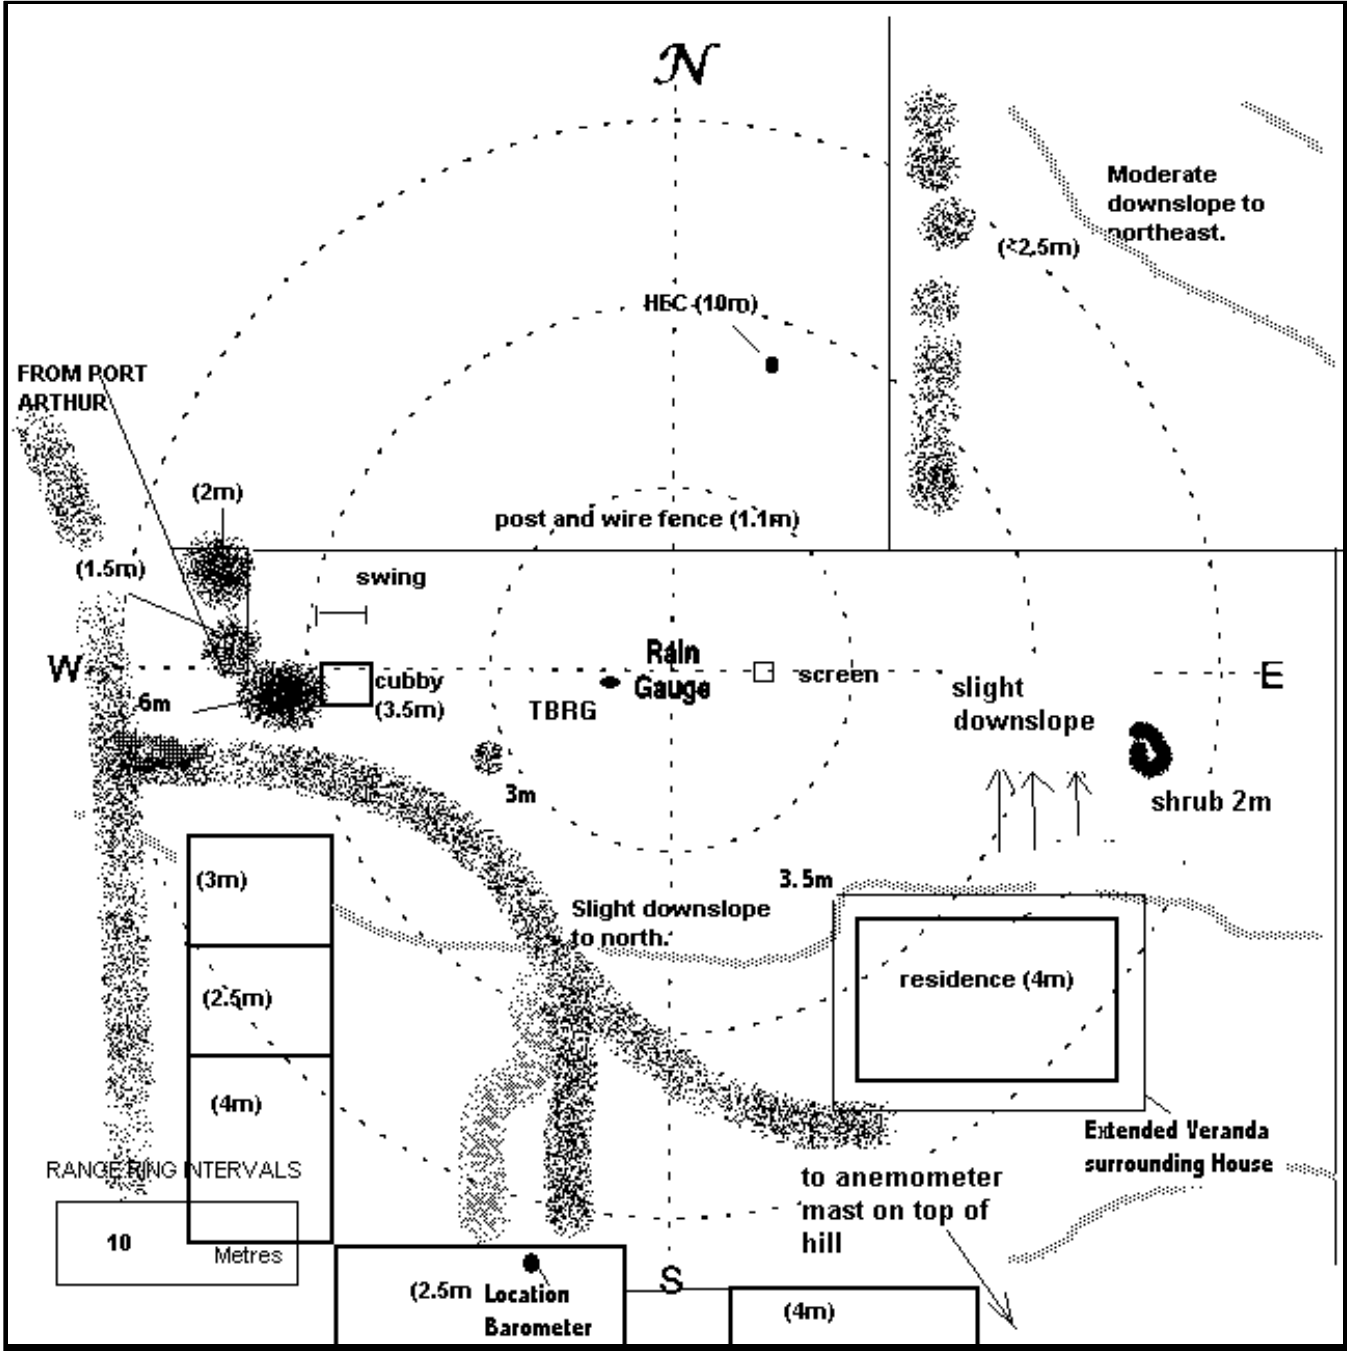 N
Moderate
downslope to
northeast.
(<2.5m)
HEC (10m)
FROM PORT
ARTHUR
(2m)
post and wire fence (1.1m)
(1.5m)
swing
W
Rain
Gauge
screen
E
cubby
(3.5m)
6m
TBRG
slight
downslope
3m
shrub 2m
3.5m
(3m)
Slight downslope
to north.
residence (4m)
(2.5m)
(4m)
Extended Veranda
surrounding House
RANGE RING INTERVALS
10
Metres
to anemometer
mast on top of
hill
S
(2.5m
Location
Barometer
(4m)